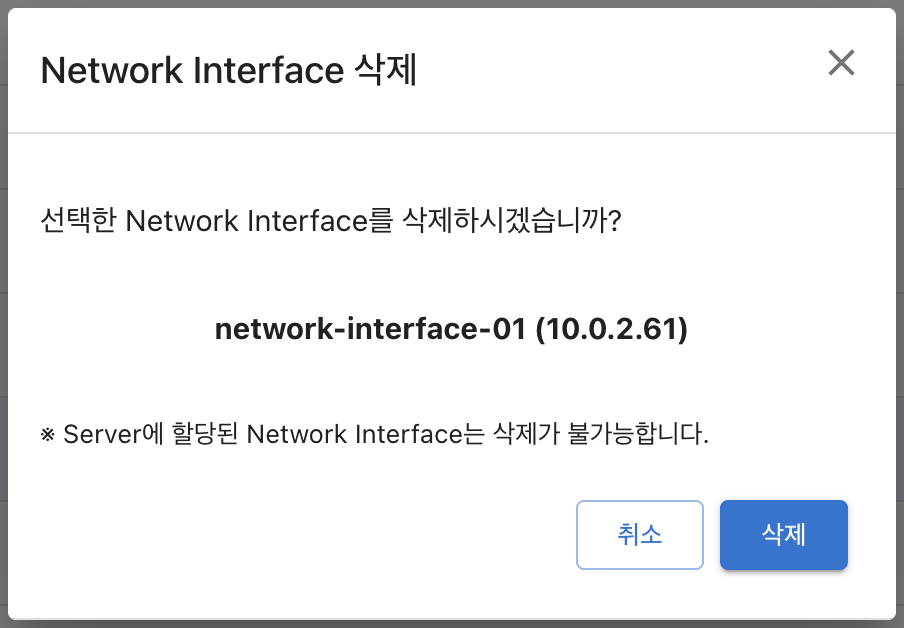 Network Interface 삭제
선택한 Network Interface를 삭제하시겠습니까?
network-interface-01 (10.0.2.61)
※ Server에 할당된 Network Interface는 삭제가 불가능합니다.
취소
삭제